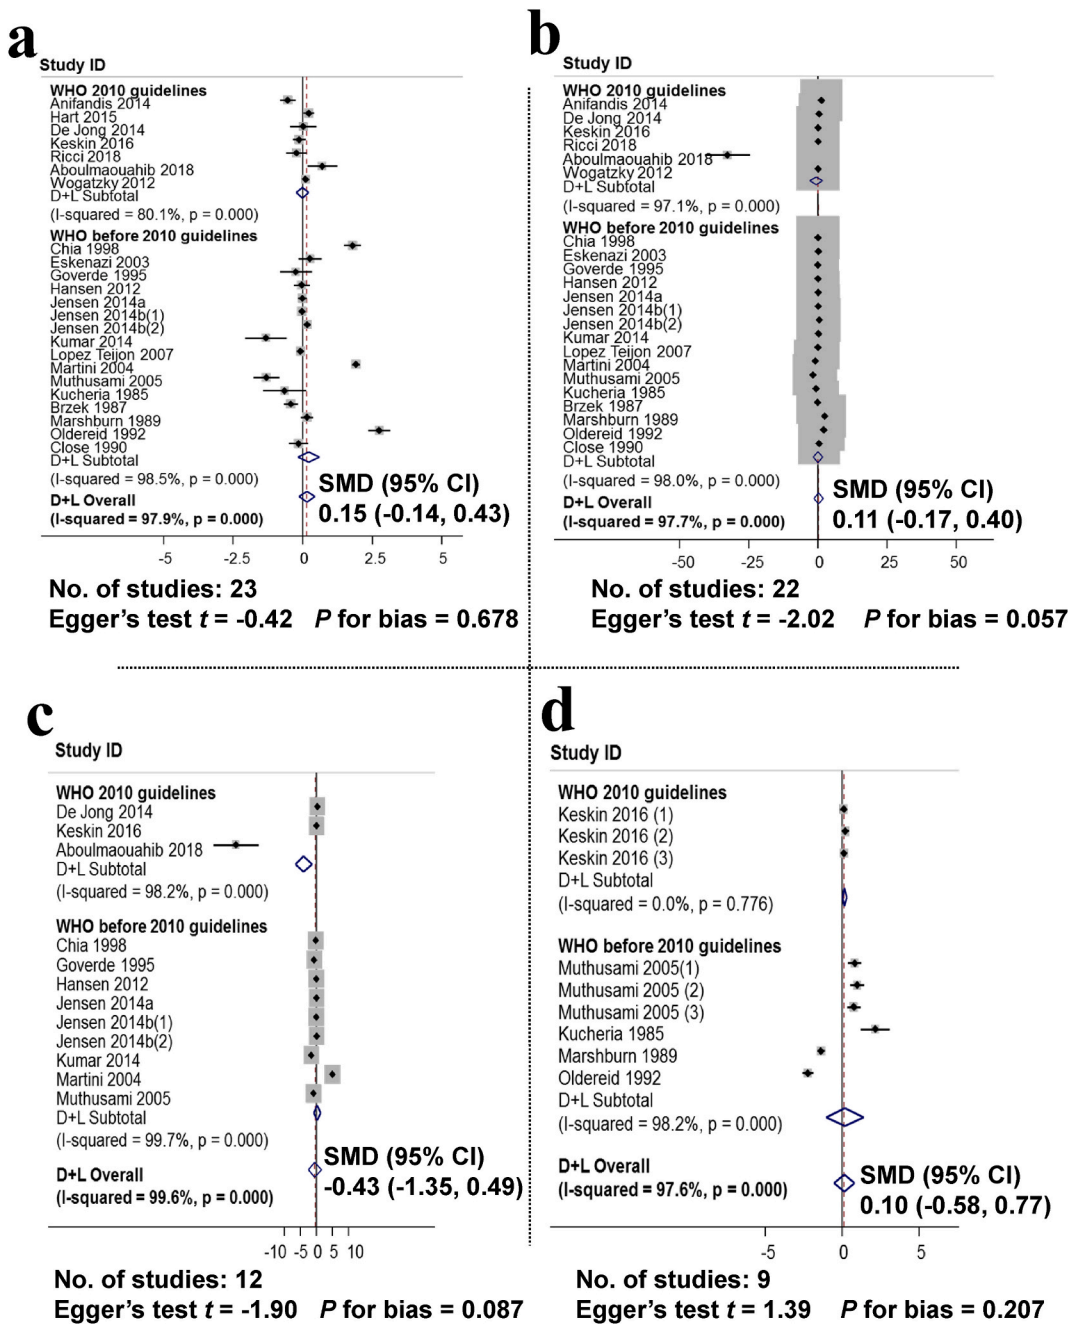 a
Study ID
WHO 2010 guidelines
Anifandis 2014
Hart 2015
De Jong 2014
Keskin 2016
Ricci 2018
Aboulmaouahib 2018
Wogatzky 2012
D+L Subtotal
(I-squared = 80.1%, p = 0.000)
WHO before 2010 guidelines
Chia 1998
Eskenazi 2003
Goverde 1995
Hansen 2012
Jensen 2014a
Jensen 2014b(1)
Jensen 2014b(2)
Kumar 2014
Lopez Teijon 2007
Martini 2004
Muthusami 2005
Kucheria 1985
Brzek 1987
Marshburn 1989
Oldereid 1992
Close 1990
D+L Subtotal
(I-squared = 98.5%, p = 0.000)
D+L Overall
(I-squared = 97.9%, p = 0.000)
SMD (95% CI)
0.15 (-0.14, 0.43)
-5 -2.5 0 2.5 5
No. of studies: 23
Egger's test t = -0.42 P for bias = 0.678
b
Study ID
WHO 2010 guidelines
Anifandis 2014
De Jong 2014
Keskin 2016
Ricci 2018
Aboulmaouahib 2018
Wogatzky 2012
D+L Subtotal
(I-squared = 97.1%, p = 0.000)
WHO before 2010 guidelines
Chia 1998
Eskenazi 2003
Goverde 1995
Hansen 2012
Jensen 2014a
Jensen 2014b(1)
Jensen 2014b(2)
Kumar 2014
Lopez Teijon 2007
Martini 2004
Muthusami 2005
Kucheria 1985
Brzek 1987
Marshburn 1989
Oldereid 1992
Close 1990
D+L Subtotal
(I-squared = 98.0%, p = 0.000)
D+L Overall
(I-squared = 97.7%, p = 0.000)
SMD (95% CI)
0.11 (-0.17, 0.40)
-50 -25 0 25 50
No. of studies: 22
Egger's test t = -2.02 P for bias = 0.057
c
Study ID
WHO 2010 guidelines
De Jong 2014
Keskin 2016
Aboulmaouahib 2018
D+L Subtotal
(I-squared = 98.2%, p = 0.000)
WHO before 2010 guidelines
Chia 1998
Goverde 1995
Hansen 2012
Jensen 2014a
Jensen 2014b(1)
Jensen 2014b(2)
Kumar 2014
Martini 2004
Muthusami 2005
D+L Subtotal
(I-squared = 99.7%, p = 0.000)
D+L Overall
(I-squared = 99.6%, p = 0.000)
SMD (95% CI)
-0.43 (-1.35, 0.49)
-10 -5 0 5 10
No. of studies: 12
Egger's test t = -1.90 P for bias = 0.087
d
Study ID
WHO 2010 guidelines
Keskin 2016 (1)
Keskin 2016 (2)
Keskin 2016 (3)
D+L Subtotal
(I-squared = 0.0%, p = 0.776)
WHO before 2010 guidelines
Muthusami 2005(1)
Muthusami 2005 (2)
Muthusami 2005 (3)
Kucheria 1985
Marshburn 1989
Oldereid 1992
D+L Subtotal
(I-squared = 98.2%, p = 0.000)
D+L Overall
(I-squared = 97.6%, p = 0.000)
SMD (95% CI)
0.10 (-0.58, 0.77)
-5 0 5
No. of studies: 9
Egger's test t = 1.39 P for bias = 0.207